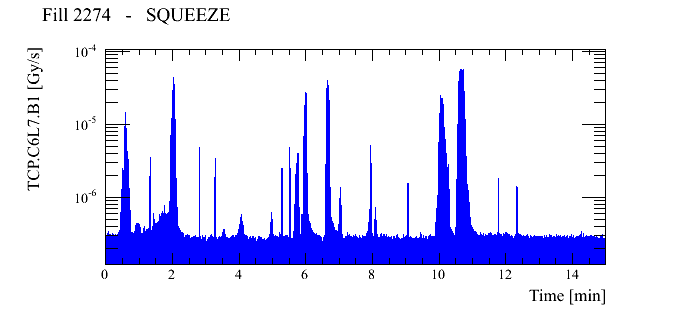 Fill 2274 - SQUEEZE
TCP.C6L7.B1 [Gy/s]
10⁻⁴
10⁻⁵
10⁻⁶
0 2 4 6 8 10 12 14
Time [min]